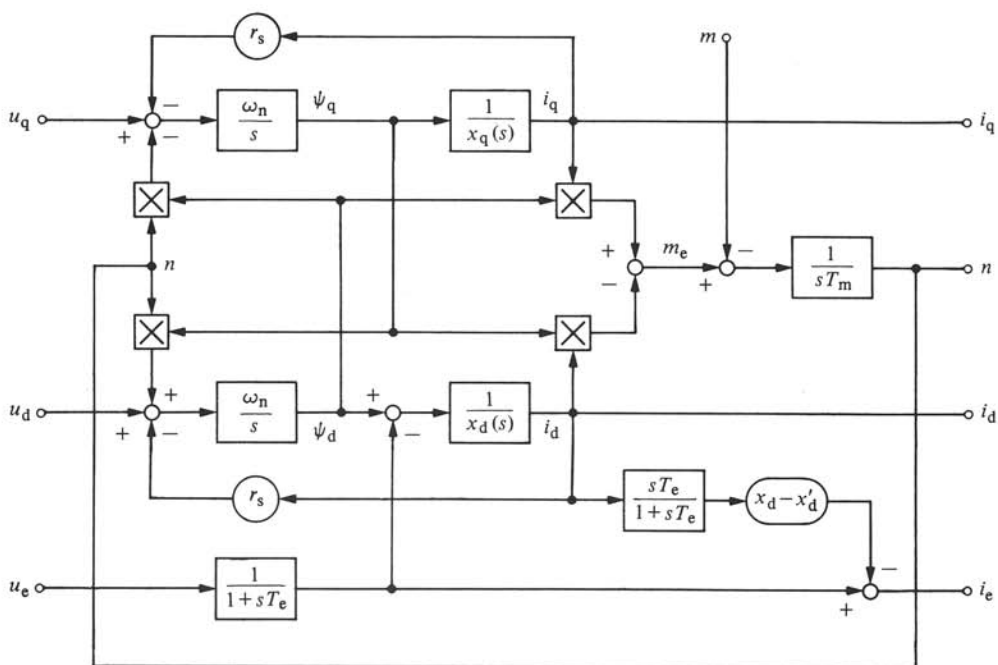 r_s
m
u_q
−
+
−
ω_n / s
ψ_q
1 / x_q(s)
i_q
i_q
n
+
−
m_e
−
+
1 / sT_m
n
u_d
+
+
−
ω_n / s
ψ_d
+
−
1 / x_d(s)
i_d
i_d
r_s
sT_e / 1 + sT_e
x_d − x'_d
u_e
1 / 1 + sT_e
−
+
i_e